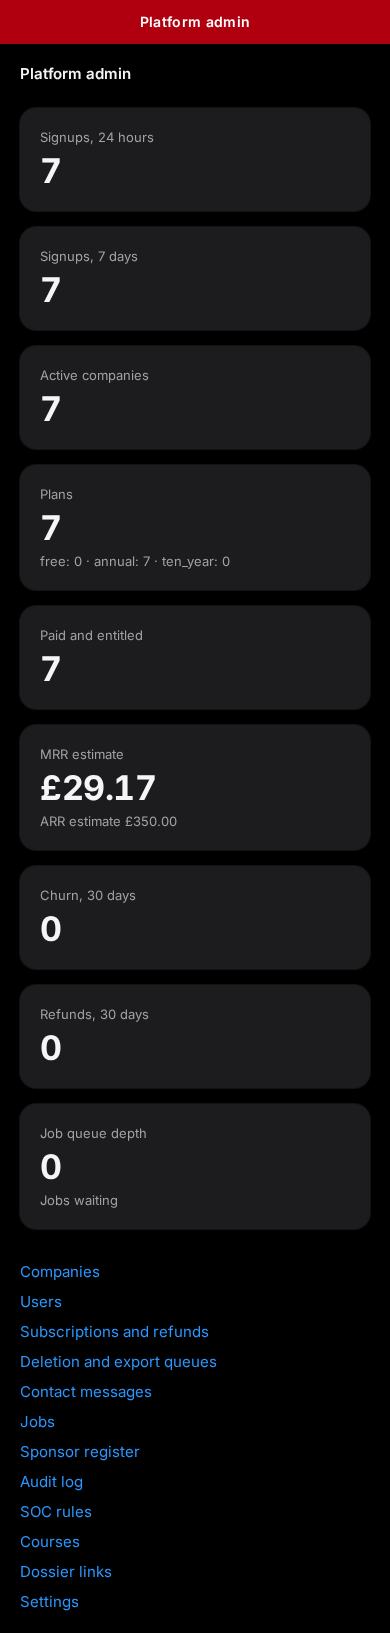 Platform admin
Platform admin
Signups, 24 hours
7
Signups, 7 days
7
Active companies
7
Plans
7
free: 0 · annual: 7 · ten_year: 0
Paid and entitled
7
MRR estimate
£29.17
ARR estimate £350.00
Churn, 30 days
0
Refunds, 30 days
0
Job queue depth
0
Jobs waiting
Companies
Users
Subscriptions and refunds
Deletion and export queues
Contact messages
Jobs
Sponsor register
Audit log
SOC rules
Courses
Dossier links
Settings